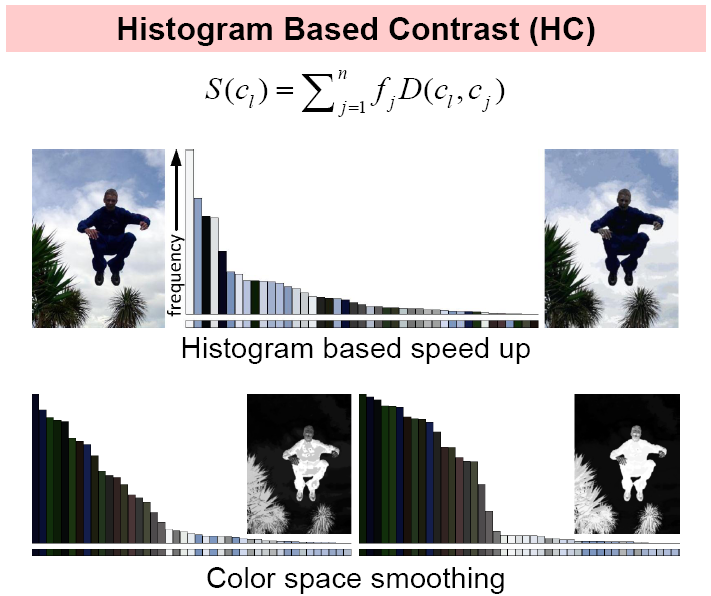 Histogram Based Contrast (HC)
S(c_l) = ∑_{j=1}^{n} f_j D(c_l, c_j)
frequency
Histogram based speed up
Color space smoothing